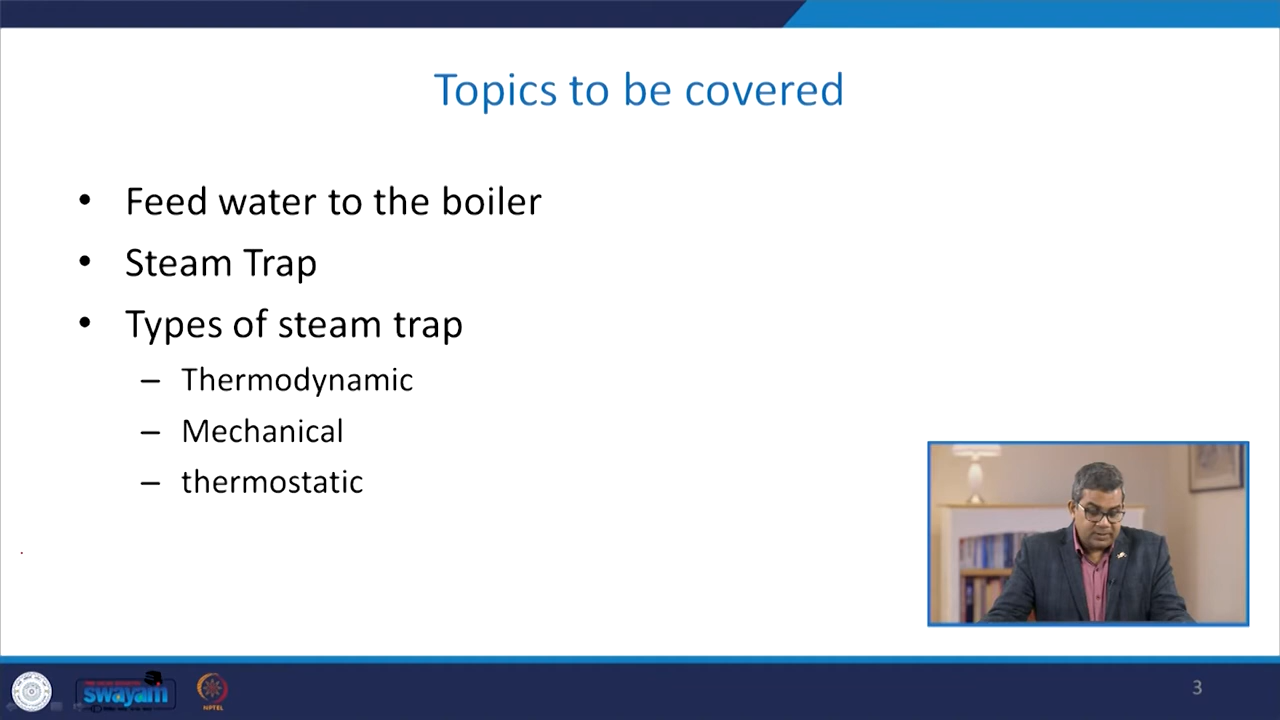 Topics to be covered
• Feed water to the boiler
• Steam Trap
• Types of steam trap
– Thermodynamic
– Mechanical
– thermostatic
swayam
NPTEL
3